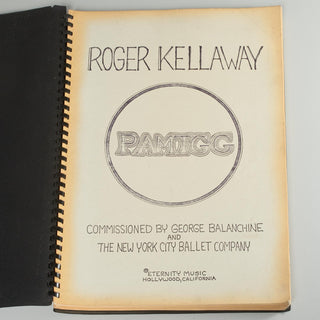 ROGER KELLAWAY
PAMTGG
COMMISSIONED BY GEORGE BALANCHINE
AND
THE NEW YORK CITY BALLET COMPANY
© ETERNITY MUSIC
HOLLYWOOD, CALIFORNIA